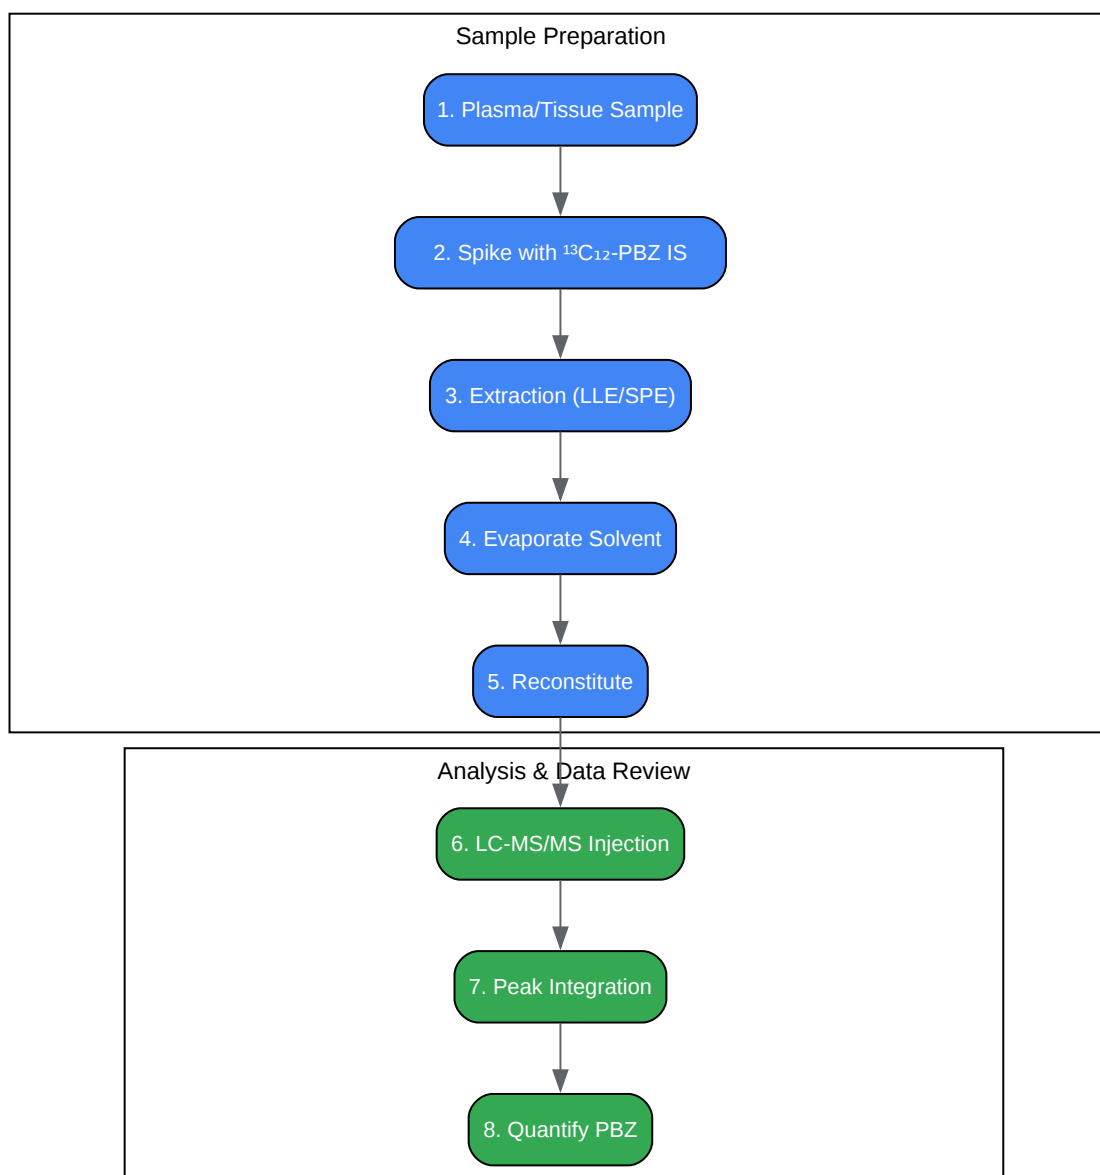 Sample Preparation
1. Plasma/Tissue Sample
2. Spike with ¹³C₁₂-PBZ IS
3. Extraction (LLE/SPE)
4. Evaporate Solvent
5. Reconstitute
Analysis & Data Review
6. LC-MS/MS Injection
7. Peak Integration
8. Quantify PBZ